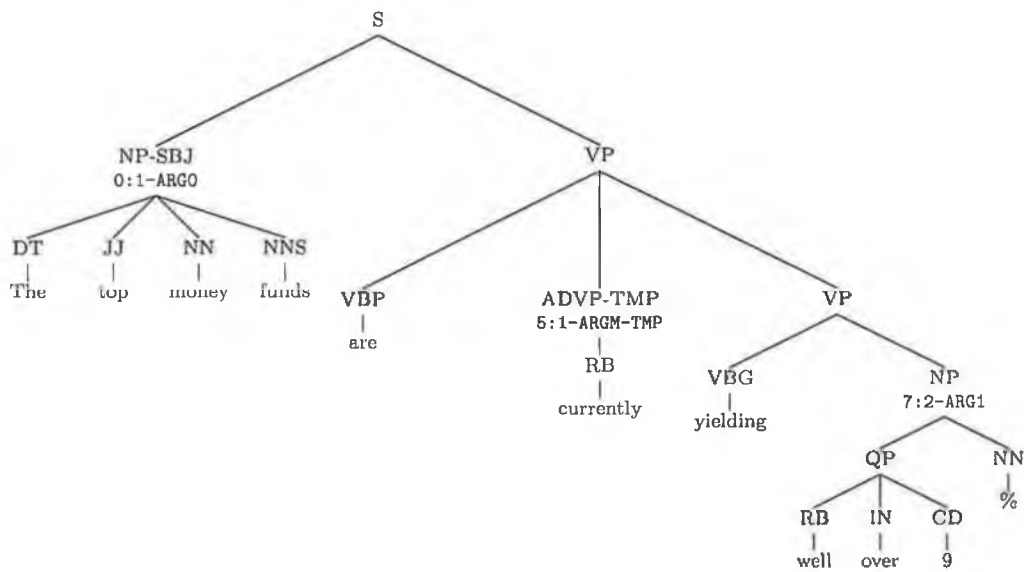 S
NP-SBJ VP
0:1-ARG0
DT JJ NN NNS
The top money funds
VBP ADVP-TMP VP
are 5:1-ARGM-TMP
RB VBG NP
currently yielding 7:2-ARG1
QP NN
%
RB IN CD
well over 9